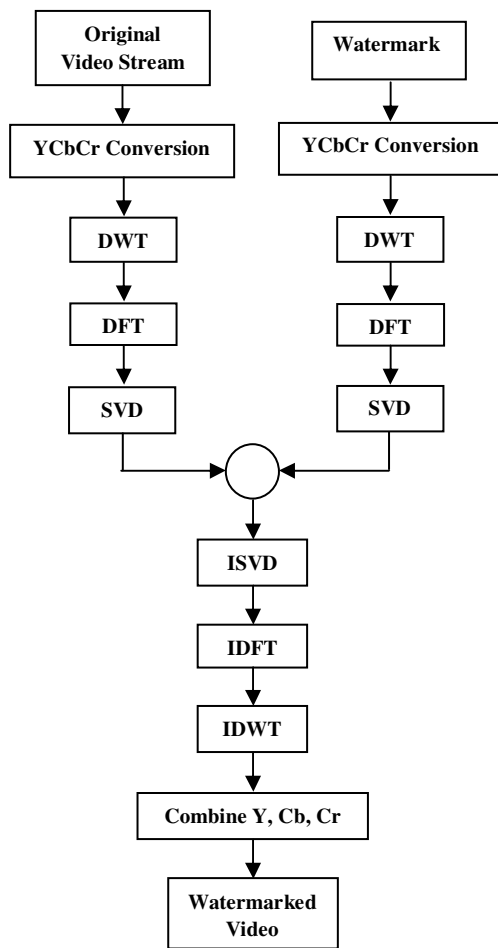 Original
Video Stream
Watermark
YCbCr Conversion
YCbCr Conversion
DWT
DWT
DFT
DFT
SVD
SVD
ISVD
IDFT
IDWT
Combine Y, Cb, Cr
Watermarked
Video